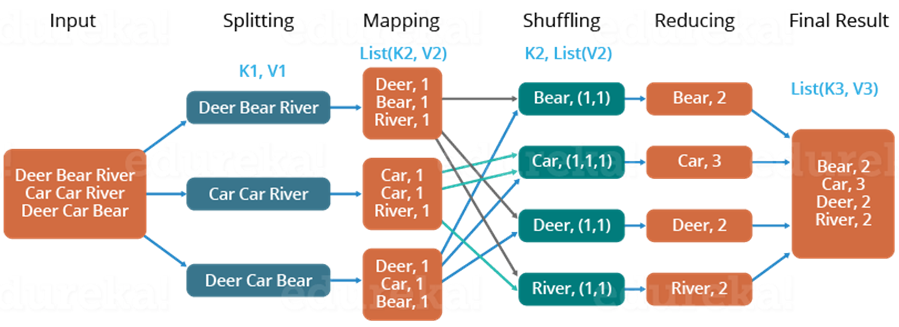 Input
Splitting
Mapping
Shuffling
Reducing
Final Result
K1, V1
List(K2, V2)
K2, List(V2)
List(K3, V3)
Deer Bear River
Car Car River
Deer Car Bear
Deer Bear River
Car Car River
Deer Car Bear
Deer, 1
Bear, 1
River, 1
Car, 1
Car, 1
River, 1
Deer, 1
Car, 1
Bear, 1
Bear, (1,1)
Car, (1,1,1)
Deer, (1,1)
River, (1,1)
Bear, 2
Car, 3
Deer, 2
River, 2
Bear, 2
Car, 3
Deer, 2
River, 2
edureka!